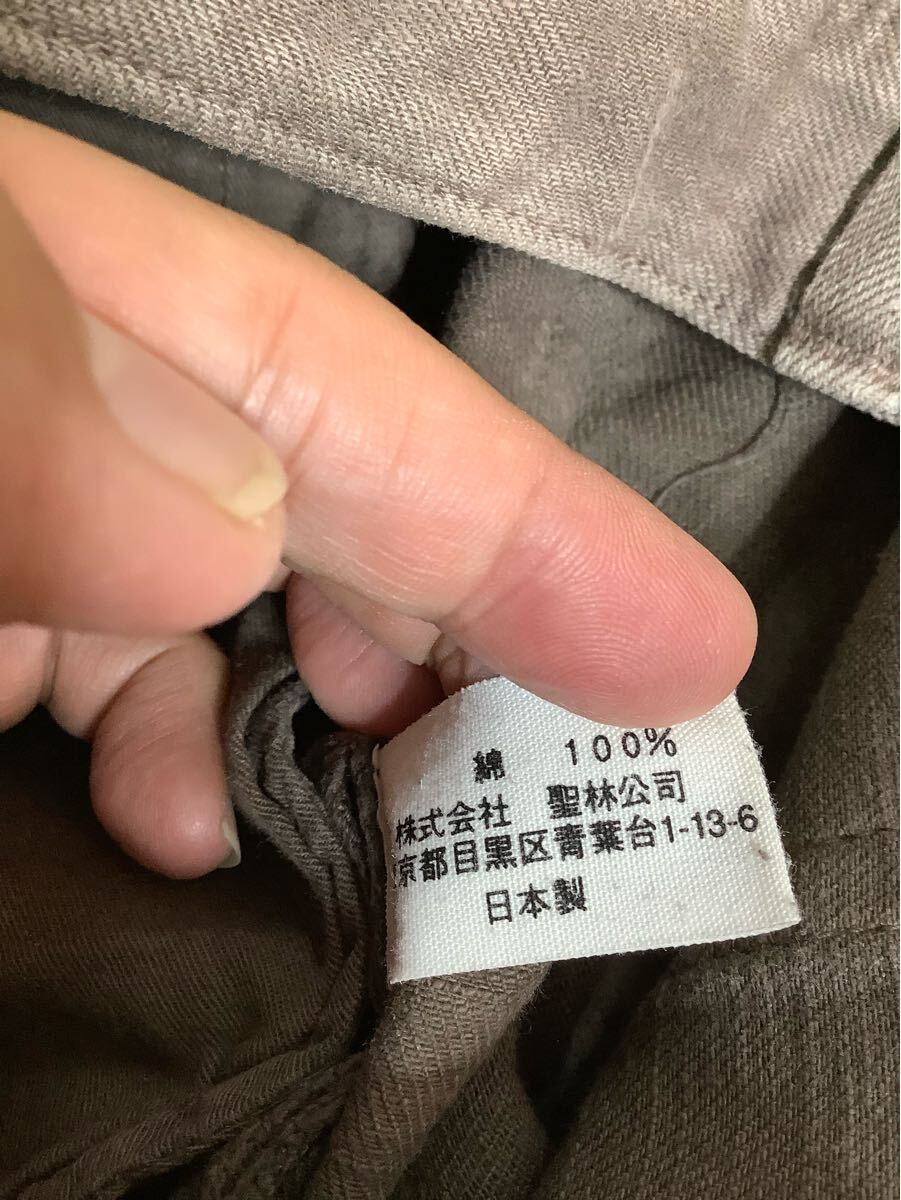 綿 100%
株式会社 聖林公司
京都目黒区青葉台1-13-6
日本製